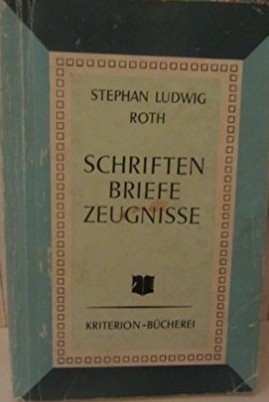 STEPHAN LUDWIG
ROTH
SCHRIFTEN
BRIEFE
ZEUGNISSE
KRITERION-BÜCHEREI